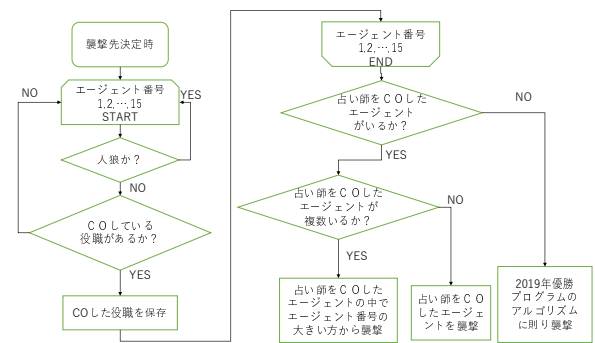 襲撃先決定時
エージェント番号
1,2,…,15
START
NO
YES
人狼か？
NO
ＣＯしている
役職があるか？
YES
COした役職を保存
エージェント番号
1,2,…,15
END
占い師をＣＯした
エージェント
がいるか？
NO
YES
占い師をＣＯした
エージェントが
複数いるか？
NO
YES
占い師をＣＯした
エージェントの中で
エージェント番号の
大きい方から襲撃
占い師をＣＯ
したエージェ
ントを襲撃
2019年優勝
プログラムの
アルゴリズム
に則り襲撃